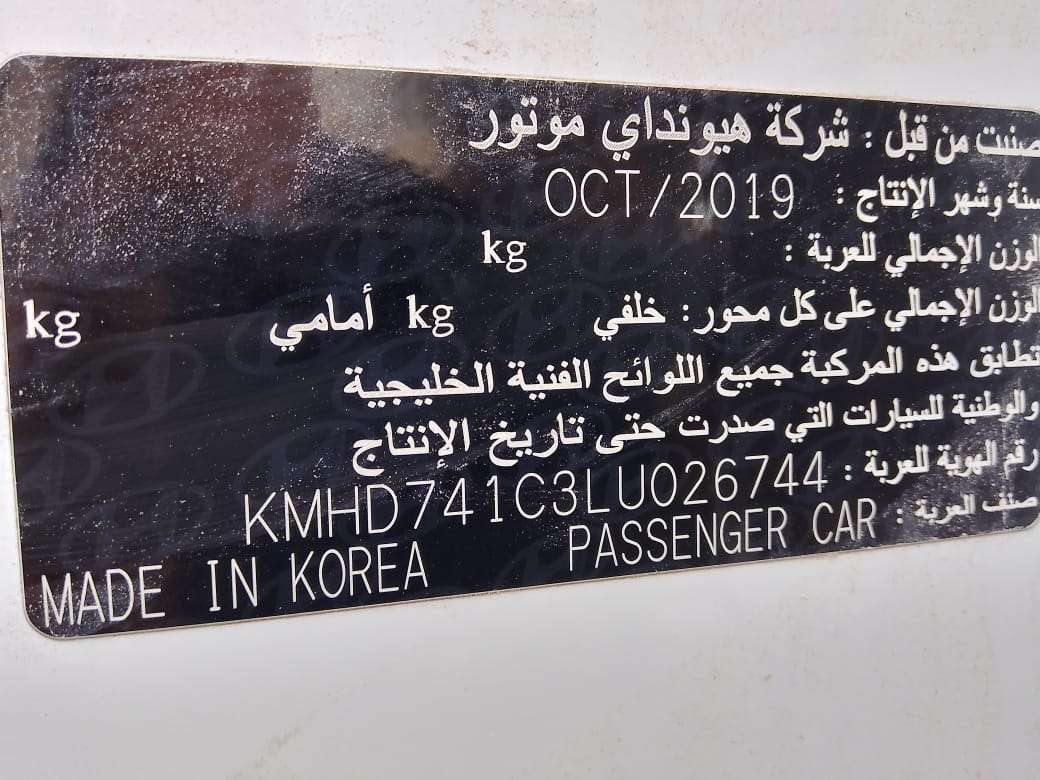 صنعت من قبل : شركة هيونداي موتور
سنة وشهر الإنتاج : OCT/2019
الوزن الإجمالي للعربة : kg
الوزن الإجمالي على كل محور : خلفي kg أمامي kg
تطابق هذه المركبة جميع اللوائح الفنية الخليجية
والوطنية للسيارات التي صدرت حتى تاريخ الإنتاج
رقم الهوية للعربة : KMHD741C3LU026744
صنف العربة : PASSENGER CAR
MADE IN KOREA